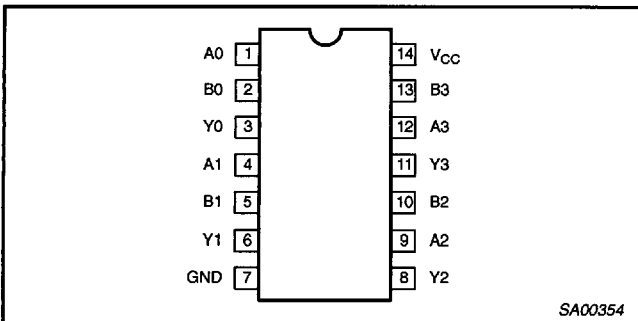 A0 1 14 VCC
B0 2 13 B3
Y0 3 12 A3
A1 4 11 Y3
B1 5 10 B2
Y1 6 9 A2
GND 7 8 Y2
SA00354